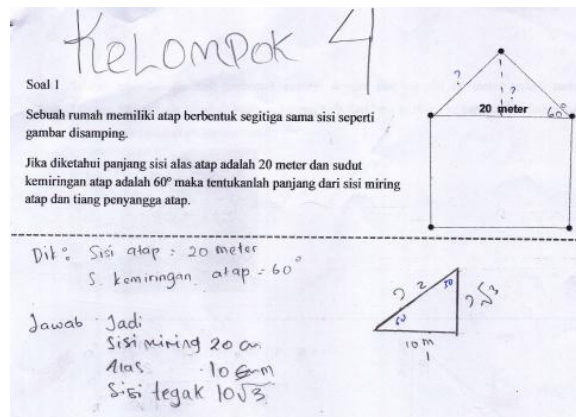 KELOMPOK 4
Soal 1
Sebuah rumah memiliki atap berbentuk segitiga sama sisi seperti
gambar disamping.
Jika diketahui panjang sisi alas atap adalah 20 meter dan sudut
kemiringan atap adalah 60° maka tentukanlah panjang dari sisi miring
atap dan tiang penyangga atap.
?
?
20 meter
60°
Dik: Sisi atap = 20 meter
S. kemiringan atap = 60°
Jawab Jadi
Sisi miring 20 cm
Alas 10 m
Sisi tegak 10√3
? 2
30
? √3
60
10 m
1